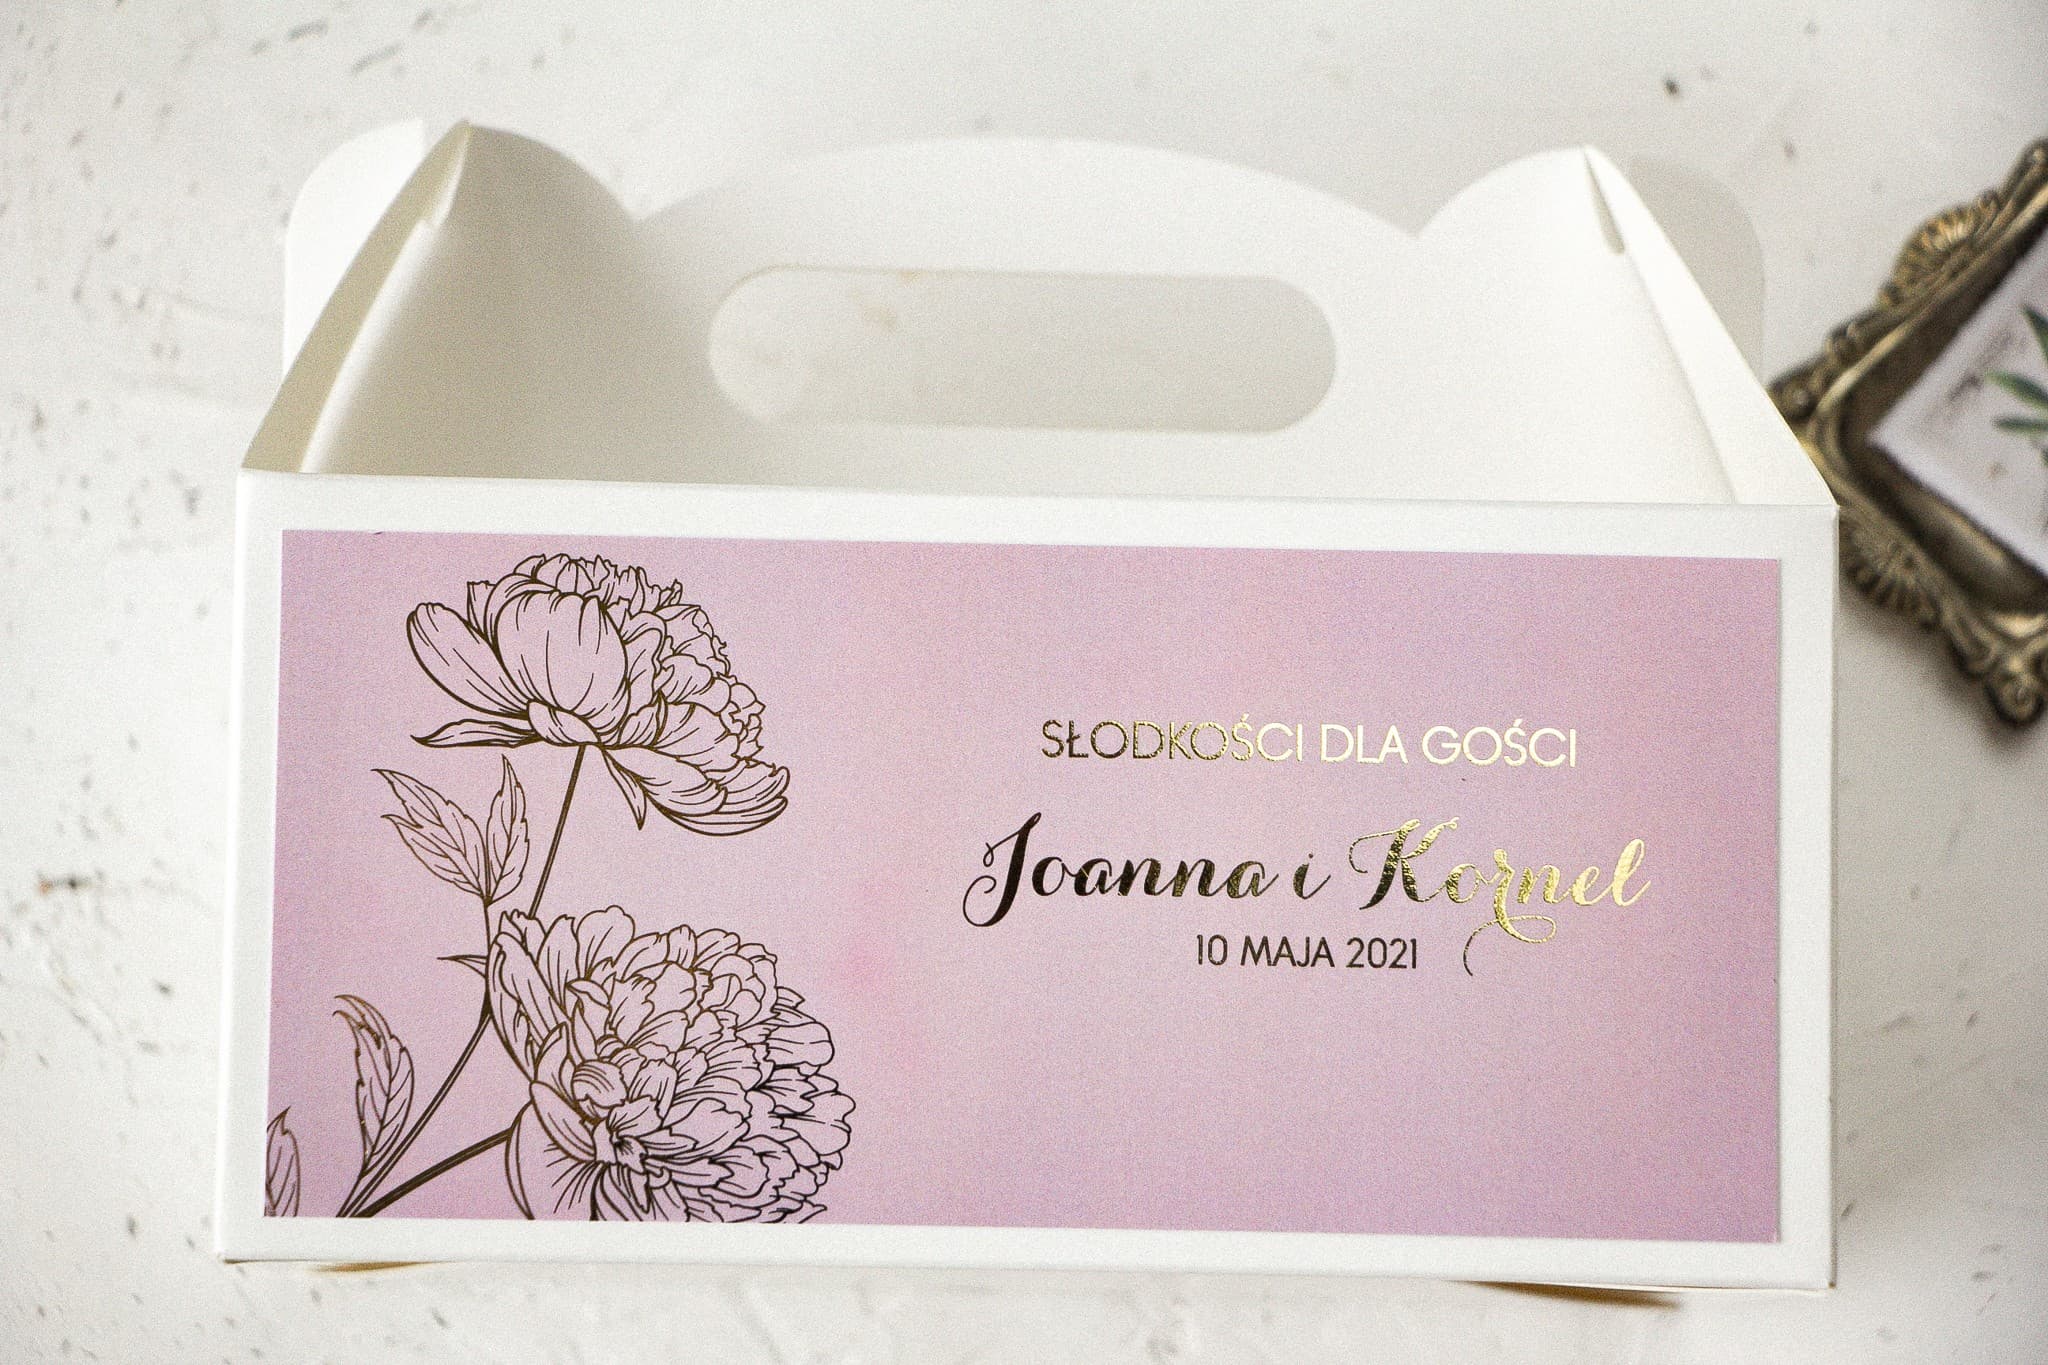 SŁODKOŚCI DLA GOŚCI
Joanna i Kornel
10 MAJA 2021